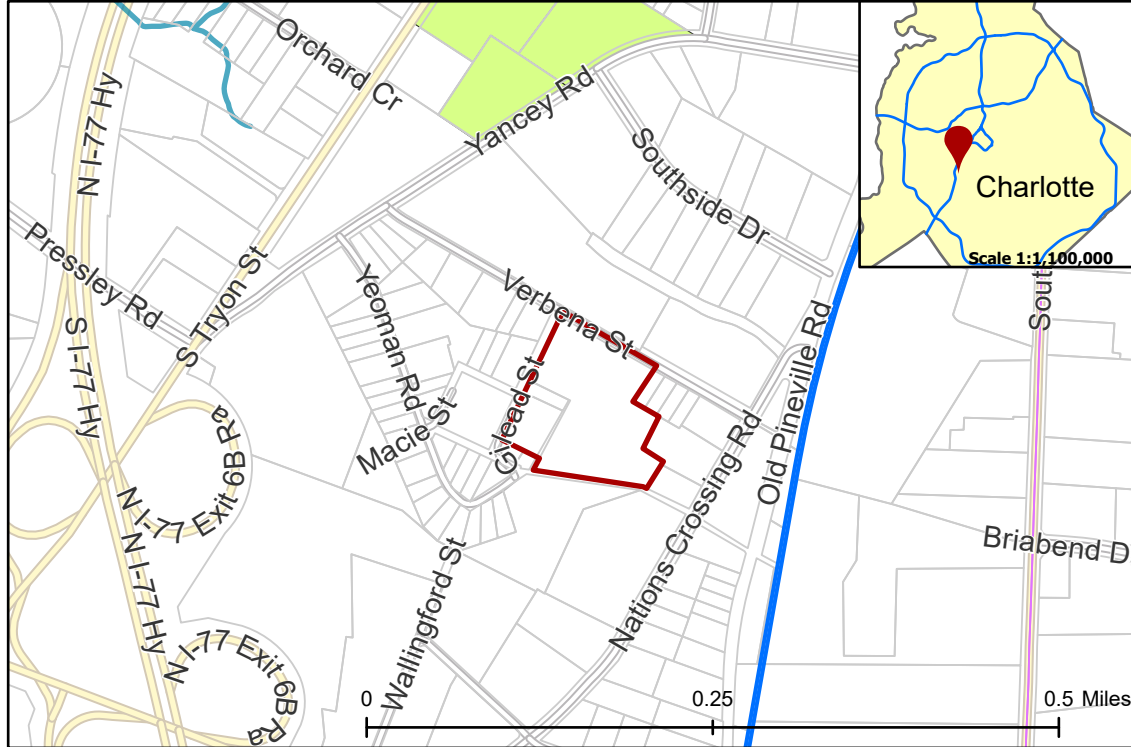 Orchard Cr
N I-77 Hy
Yancey Rd
Southside Dr
Charlotte
Scale 1:1,100,000
Pressley Rd
S Tryon St
Verbena St
Yeoman Rd
Old Pineville Rd
Sout
S I-77 Hy
Gilead St
Macie St
N I-77 Exit 6B Ra
N I-77 Hy
Nations Crossing Rd
Briabend D
Wallingford St
N I-77 Exit 6B Ra
0 0.25 0.5 Miles